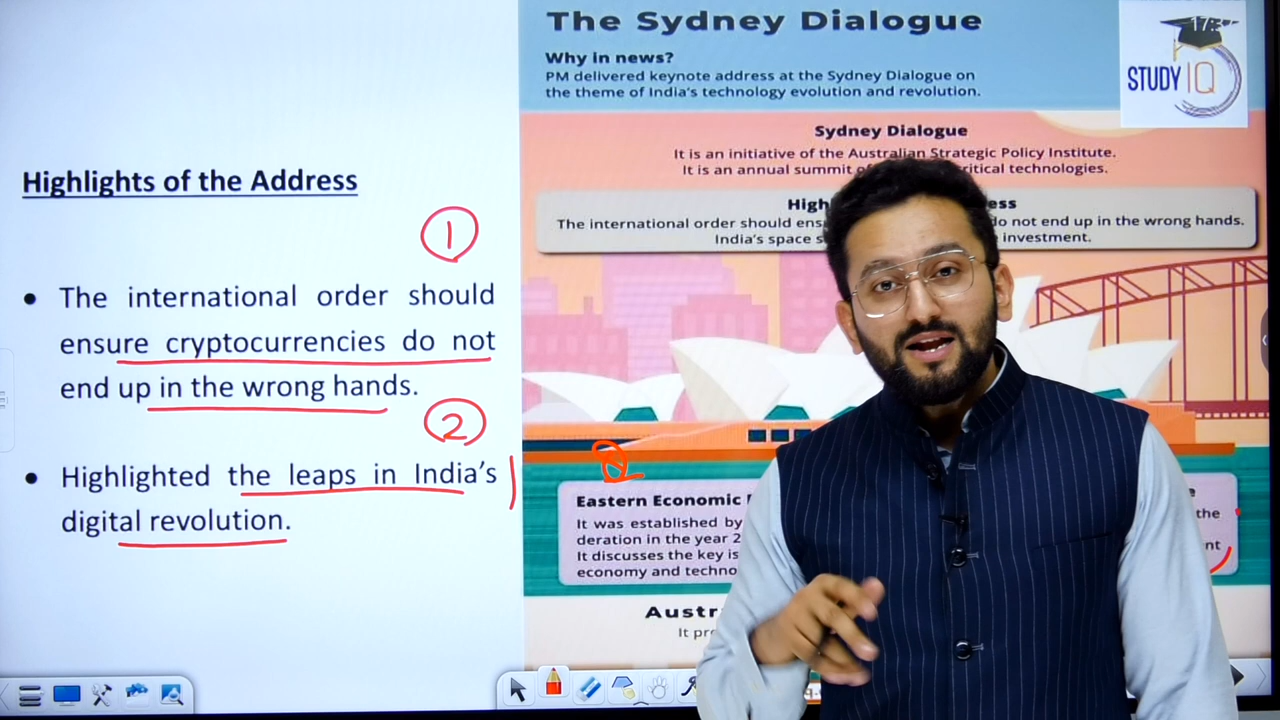 Highlights of the Address
1
The international order should
ensure cryptocurrencies do not
end up in the wrong hands.
2
Highlighted the leaps in India's
digital revolution.
The Sydney Dialogue
Why in news?
PM delivered keynote address at the Sydney Dialogue on
the theme of India's technology evolution and revolution.
STUDY IQ
Sydney Dialogue
It is an initiative of the Australian Strategic Policy Institute.
It is an annual summit critical technologies.
The international order should do not end up in the wrong hands.
India's space investment.
Eastern Economic
It was established by the
deration in the year
It discusses the key
economy and
It